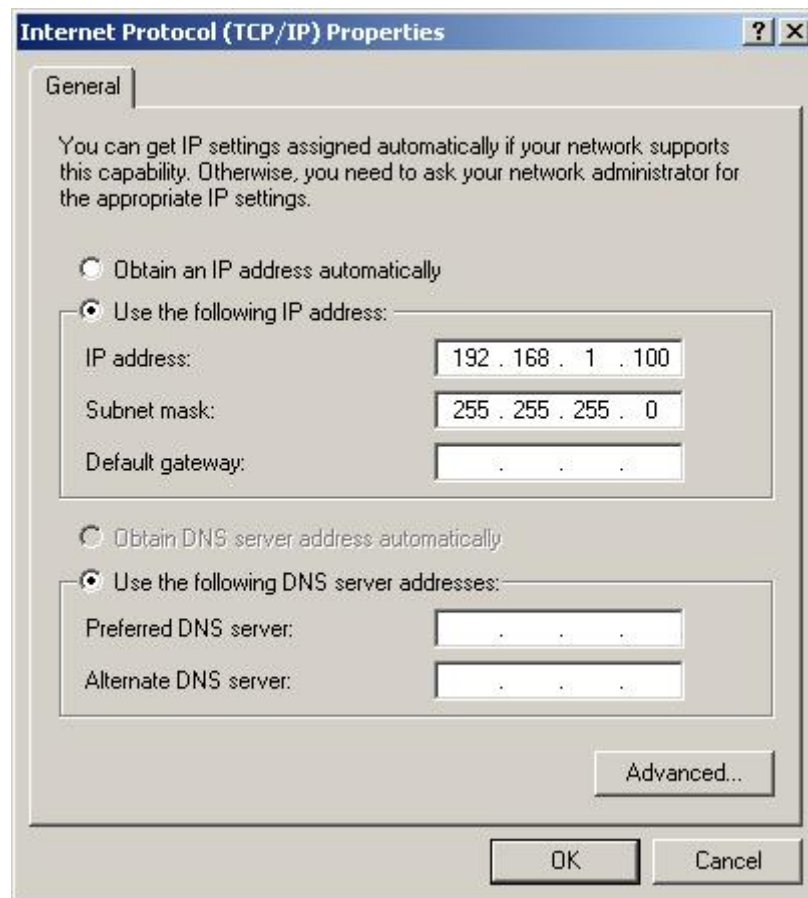 Internet Protocol (TCP/IP) Properties
General
You can get IP settings assigned automatically if your network supports
this capability. Otherwise, you need to ask your network administrator for
the appropriate IP settings.
Obtain an IP address automatically
Use the following IP address:
IP address: 192 . 168 . 1 . 100
Subnet mask: 255 . 255 . 255 . 0
Default gateway: . . .
Obtain DNS server address automatically
Use the following DNS server addresses:
Preferred DNS server: . . .
Alternate DNS server: . . .
Advanced...
OK Cancel